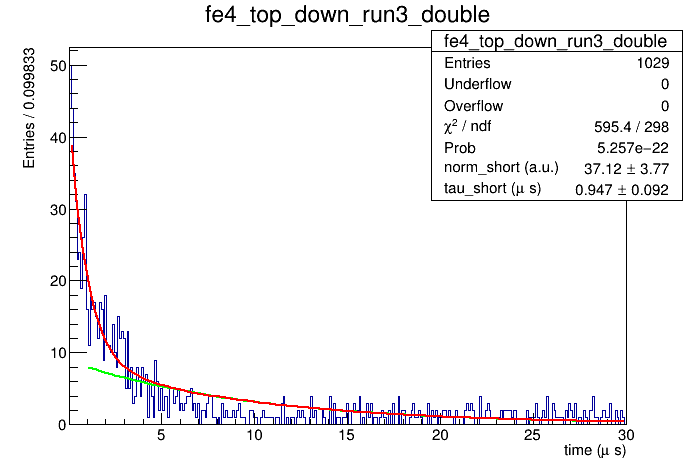 fe4_top_down_run3_double
fe4_top_down_run3_double
Entries 1029
Underflow 0
Overflow 0
χ² / ndf 595.4 / 298
Prob 5.257e−22
norm_short (a.u.) 37.12 ± 3.77
tau_short (μ s) 0.947 ± 0.092
Entries / 0.099833
50
40
30
20
10
0
5 10 15 20 25 30
time (μ s)